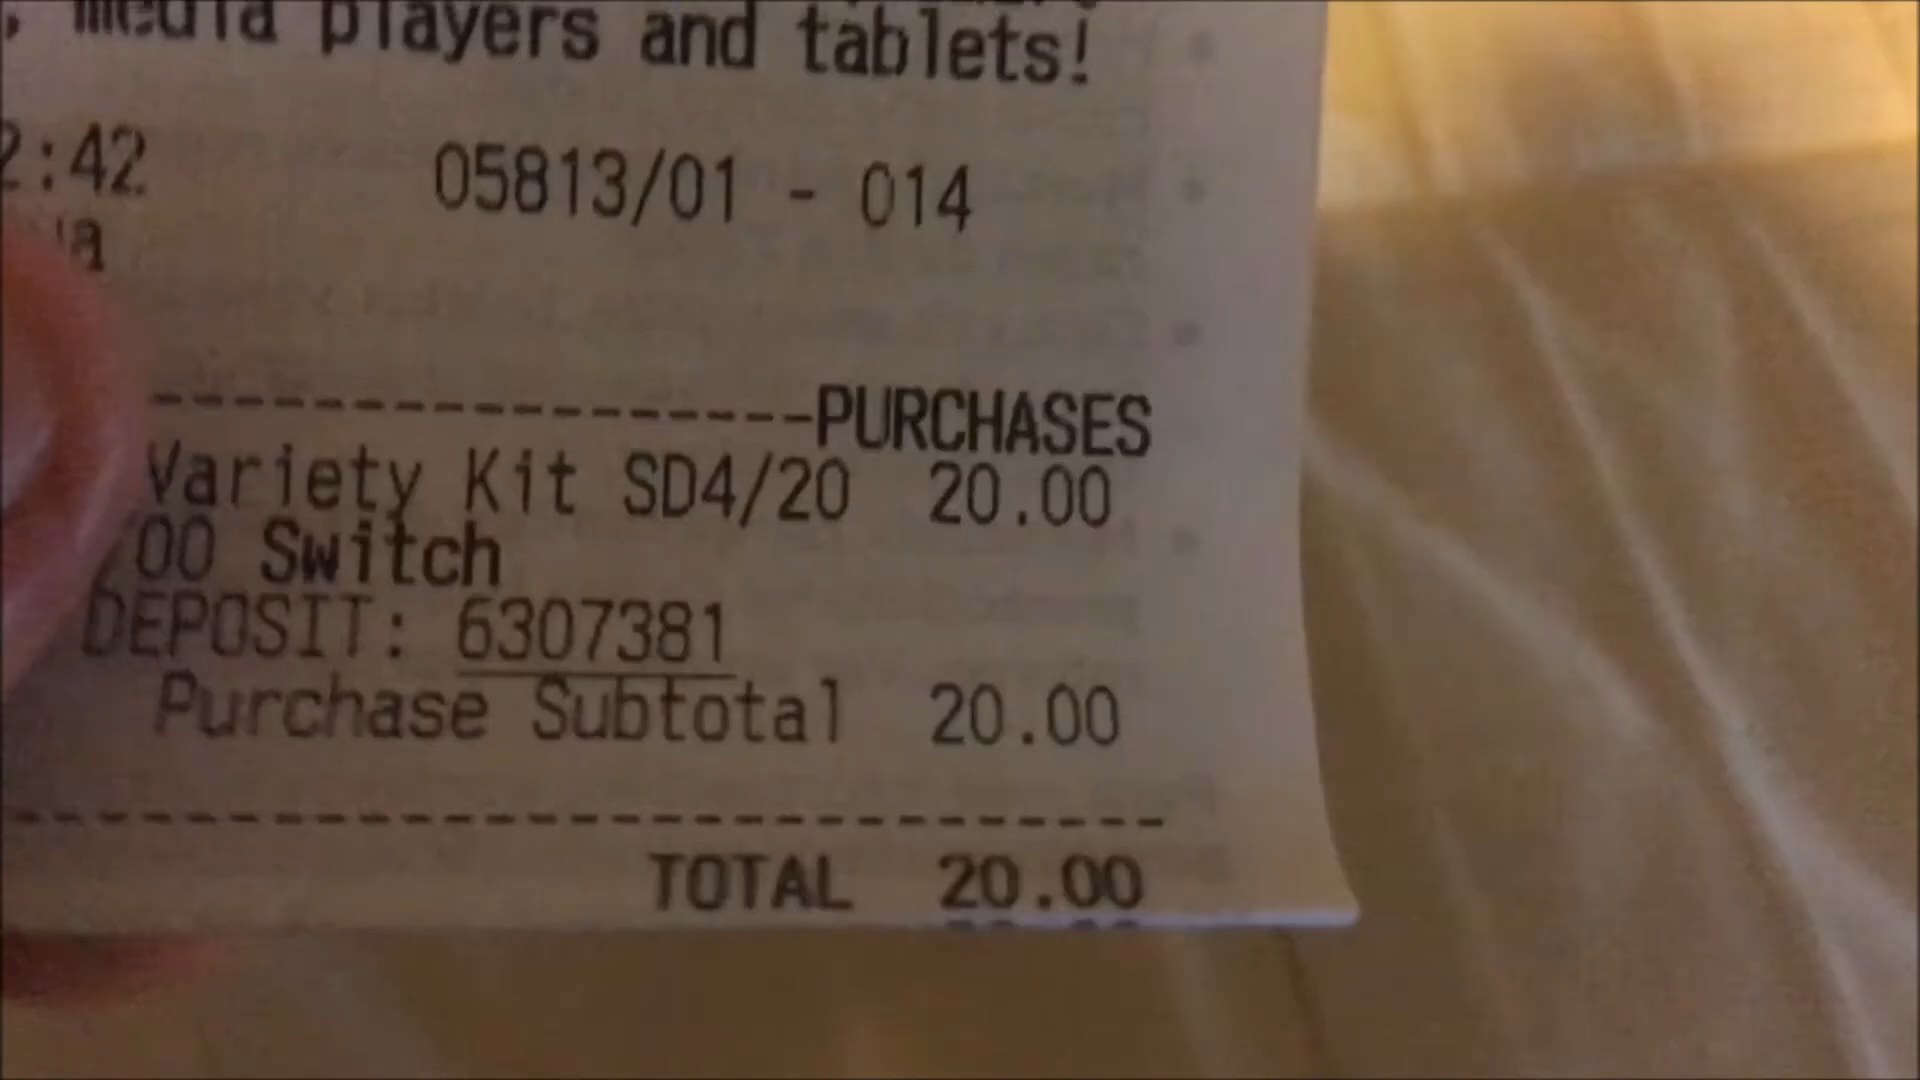 , media players and tablets!
2:42 05813/01 - 014
a
------------------PURCHASES
Variety Kit SD4/20 20.00
00 Switch
DEPOSIT: 6307381
Purchase Subtotal 20.00
TOTAL 20.00